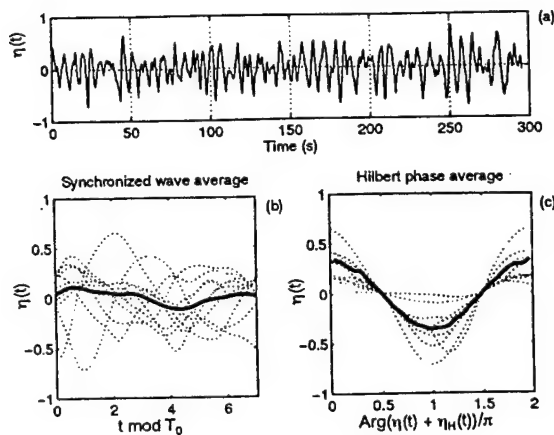 1
0
-1
η(t)
(a)
0 50 100 150 200 250 300
Time (s)
Synchronized wave average
(b)
1
0.5
0
-0.5
-1
η(t)
0 2 4 6
t mod T₀
Hilbert phase average
(c)
1
0.5
0
-0.5
-1
η(t)
0 0.5 1 1.5 2
Arg(η(t) + η_H(t))/π